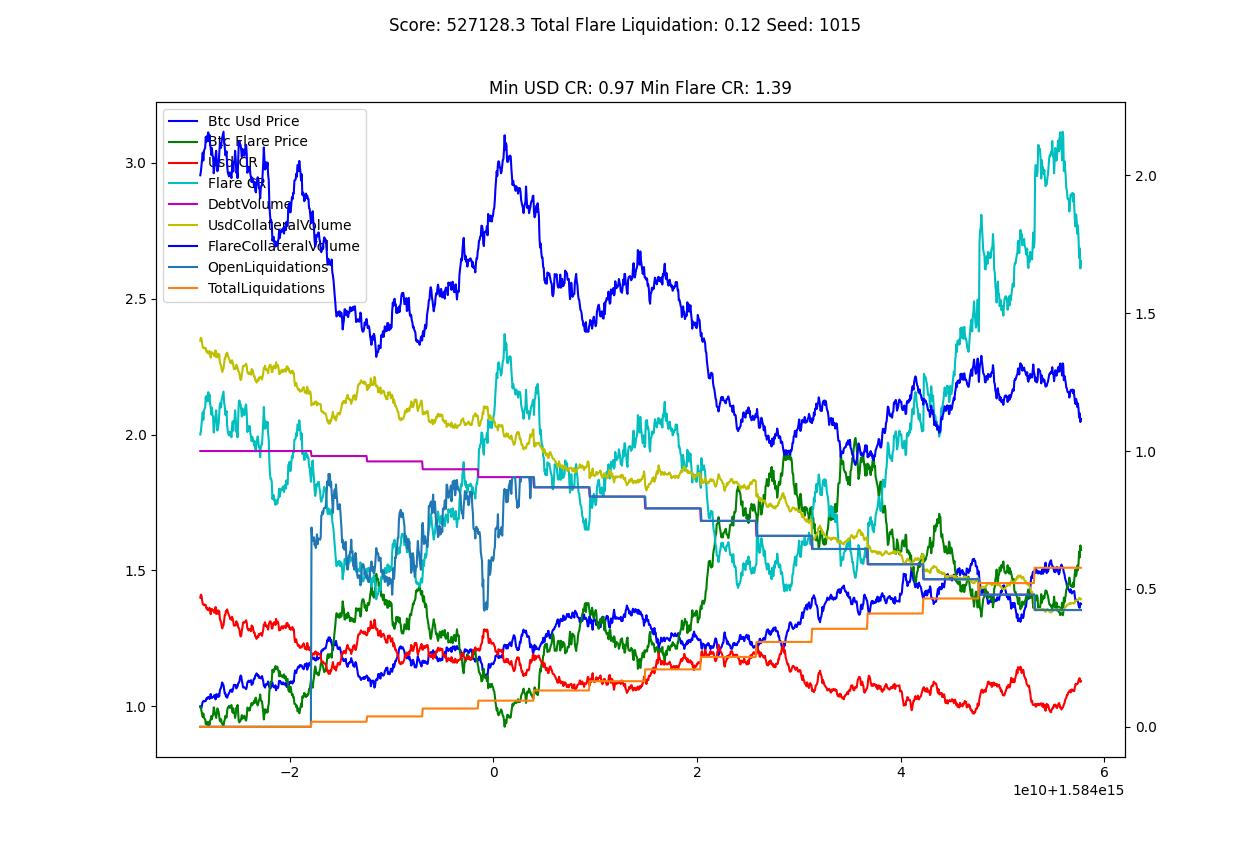 Score: 527128.3 Total Flare Liquidation: 0.12 Seed: 1015
Min USD CR: 0.97 Min Flare CR: 1.39
Btc Usd Price
Btc Flare Price
Usd CR
Flare CR
DebtVolume
UsdCollateralVolume
FlareCollateralVolume
OpenLiquidations
TotalLiquidations
3.0
2.5
2.0
1.5
1.0
2.0
1.5
1.0
0.5
0.0
−2
0
2
4
6
1e10+1.584e15